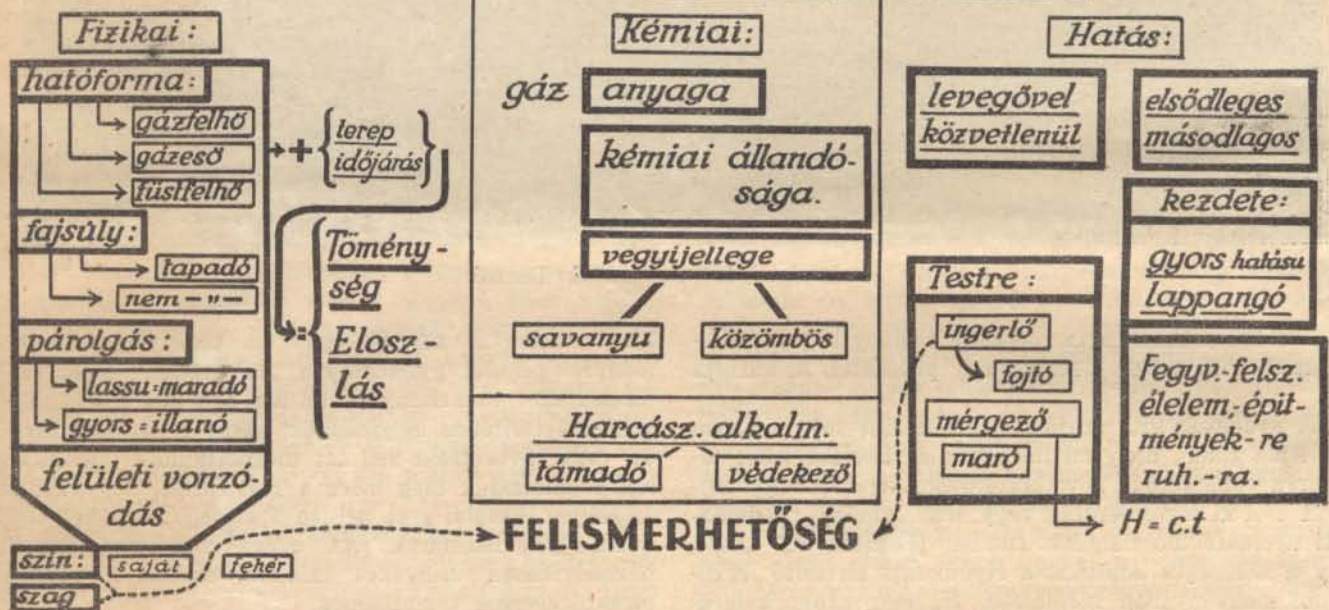 Fizikai:
hatóforma:
gázfelhő
gázeső
füstfelhő
fajsúly:
tapadó
nem -"-
párolgás:
lassu=maradó
gyors=illanó
felületi vonzó-
dás
szin:
saját
fehér
szag
+
terep
időjárás
=
Tömény-
ség
Elosz-
lás
Kémiai:
gáz anyaga
kémiai állandó-
sága.
vegyijellege
savanyu
közömbös
Harcász. alkalm.
támadó
védekező
FELISMERHETŐSÉG
Hatás:
levegővel
közvetlenül
elsődleges
másodlagos
kezdete:
gyors hatásu
lappangó
Testre:
ingerlő
fojtó
mérgező
maró
Fegyv.-felsz.
élelem,-épit-
mények-re
ruh.-ra.
H = c.t